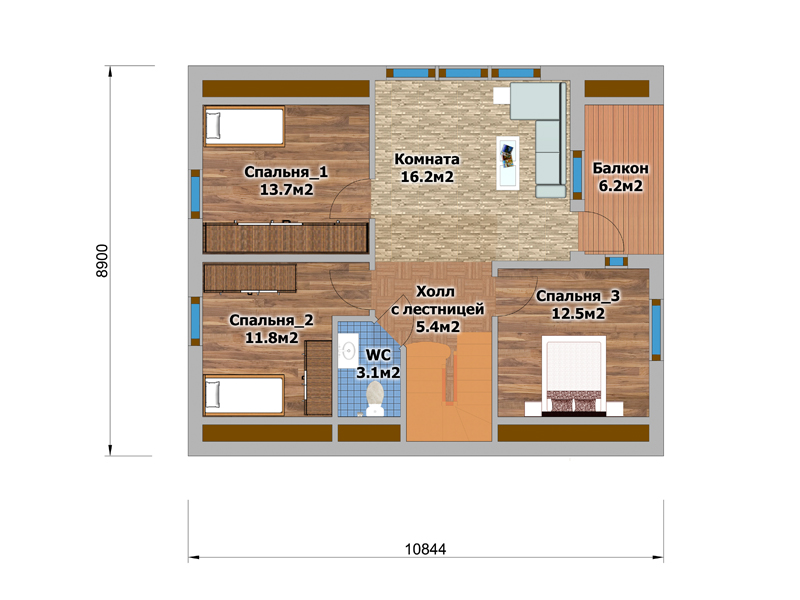 Спальня_1
13.7м2
Комната
16.2м2
Балкон
6.2м2
8900
Спальня_2
11.8м2
Холл
с лестницей
5.4м2
Спальня_3
12.5м2
WC
3.1м2
10844